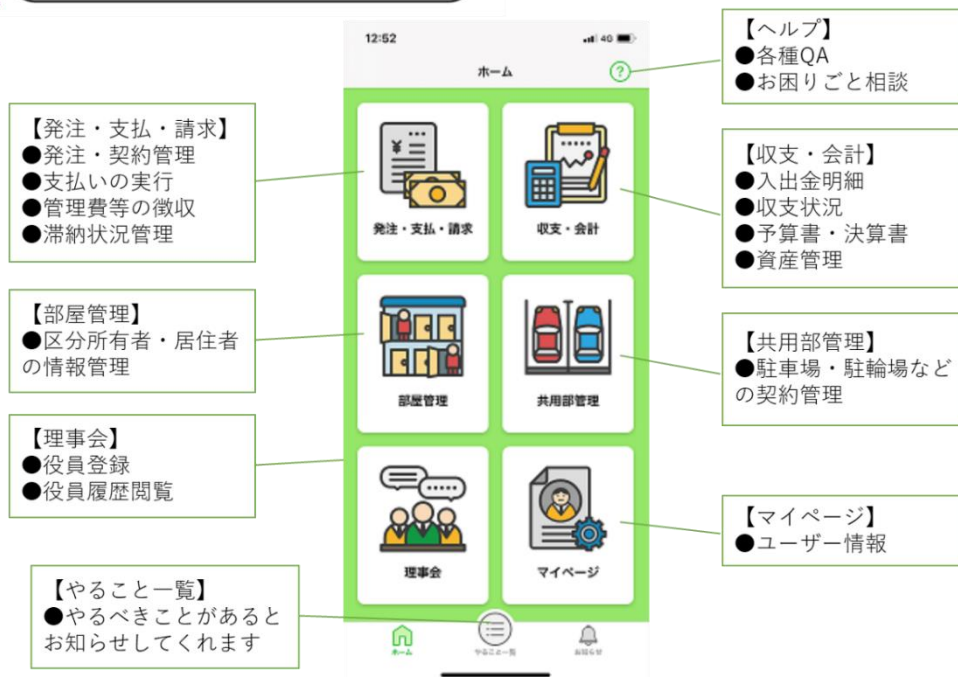 12:52
4G
ホーム
?
【ヘルプ】
●各種QA
●お困りごと相談
【発注・支払・請求】
●発注・契約管理
●支払いの実行
●管理費等の徴収
●滞納状況管理
¥
発注・支払・請求
収支・会計
【収支・会計】
●入出金明細
●収支状況
●予算書・決算書
●資産管理
【部屋管理】
●区分所有者・居住者
の情報管理
部屋管理
共用部管理
【共用部管理】
●駐車場・駐輪場など
の契約管理
【理事会】
●役員登録
●役員履歴閲覧
理事会
マイページ
【マイページ】
●ユーザー情報
【やること一覧】
●やるべきことがあると
お知らせしてくれます
ホーム
やること一覧
お知らせ